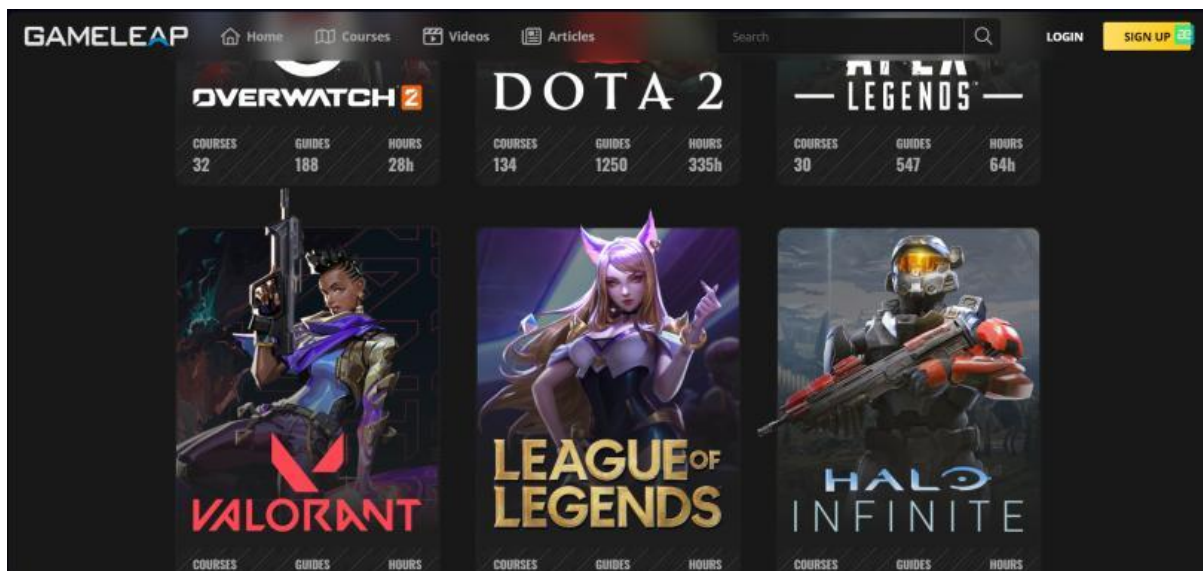 GAMELEAP Home Courses Videos Articles Search LOGIN SIGN UP
OVERWATCH 2
COURSES GUIDES HOURS
32 188 28h
DOTA 2
COURSES GUIDES HOURS
134 1250 335h
APEX
LEGENDS
COURSES GUIDES HOURS
30 547 64h
VALORANT
COURSES GUIDES HOURS
LEAGUE OF
LEGENDS
COURSES GUIDES HOURS
HALO
INFINITE
COURSES GUIDES HOURS